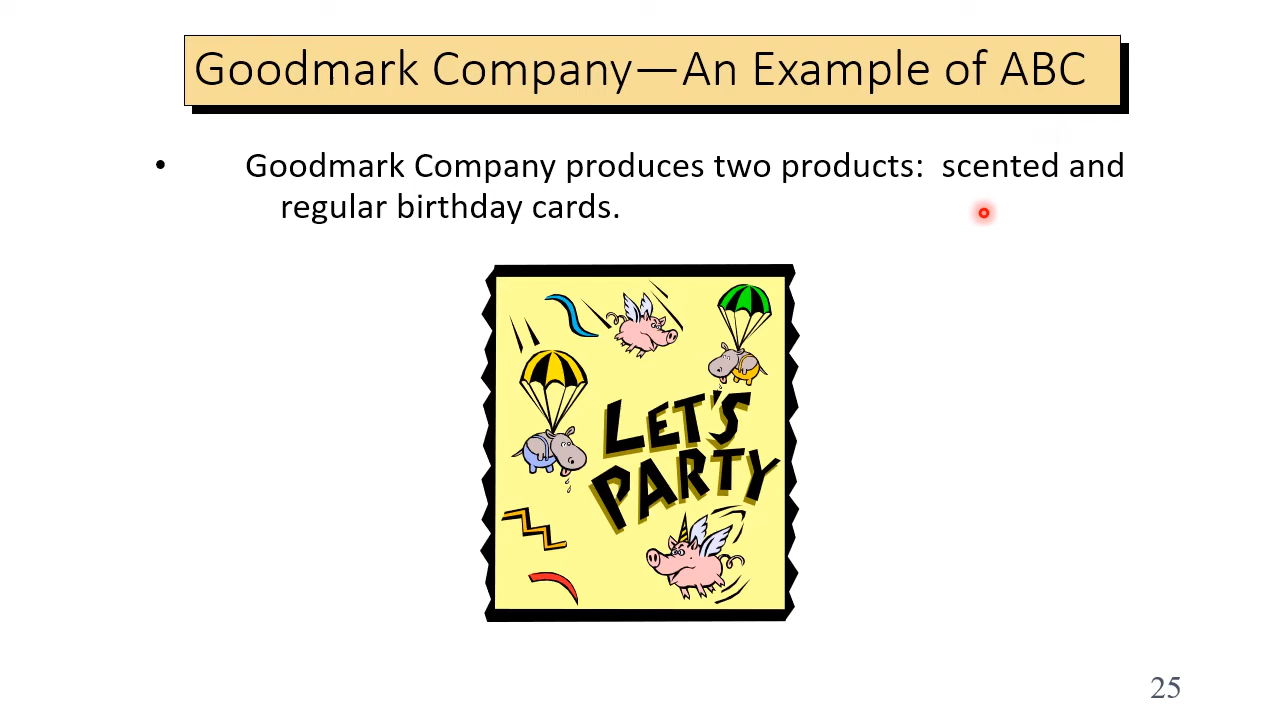 Goodmark Company—An Example of ABC
• Goodmark Company produces two products: scented and
regular birthday cards.
LET'S
PARTY
25